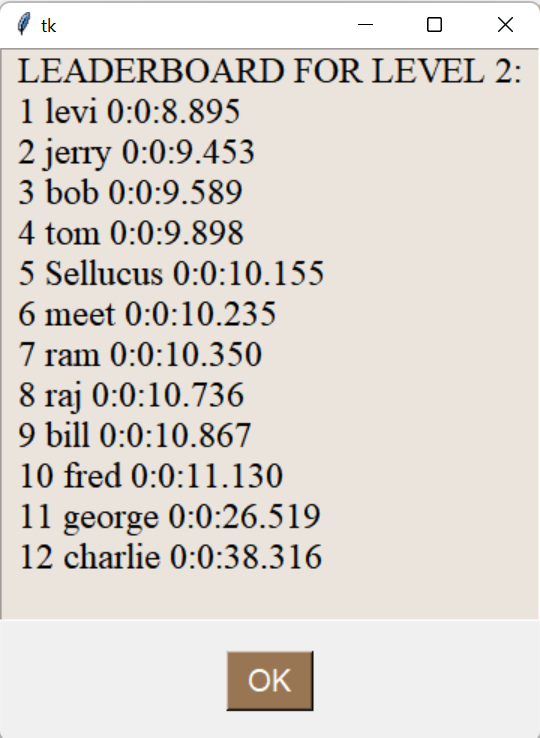 tk
LEADERBOARD FOR LEVEL 2:
1 levi 0:0:8.895
2 jerry 0:0:9.453
3 bob 0:0:9.589
4 tom 0:0:9.898
5 Sellucus 0:0:10.155
6 meet 0:0:10.235
7 ram 0:0:10.350
8 raj 0:0:10.736
9 bill 0:0:10.867
10 fred 0:0:11.130
11 george 0:0:26.519
12 charlie 0:0:38.316
OK